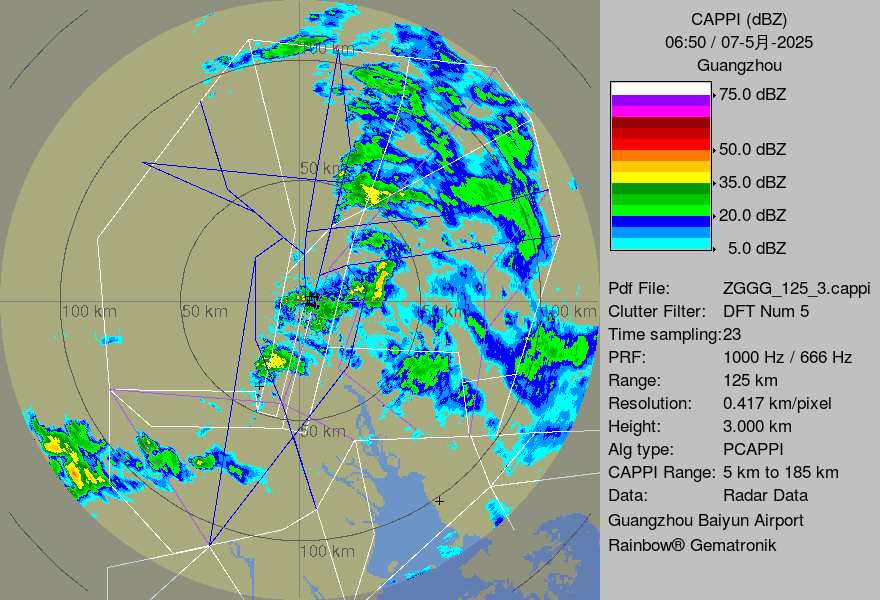 CAPPI (dBZ)
06:50 / 07-5月-2025
Guangzhou
75.0 dBZ
50.0 dBZ
35.0 dBZ
20.0 dBZ
5.0 dBZ
Pdf File: ZGGG_125_3.cappi
Clutter Filter: DFT Num 5
Time sampling:23
PRF: 1000 Hz / 666 Hz
Range: 125 km
Resolution: 0.417 km/pixel
Height: 3.000 km
Alg type: PCAPPI
CAPPI Range: 5 km to 185 km
Data: Radar Data
Guangzhou Baiyun Airport
Rainbow® Gematronik
100 km
50 km
100 km
50 km
50 km
100 km
50 km
100 km